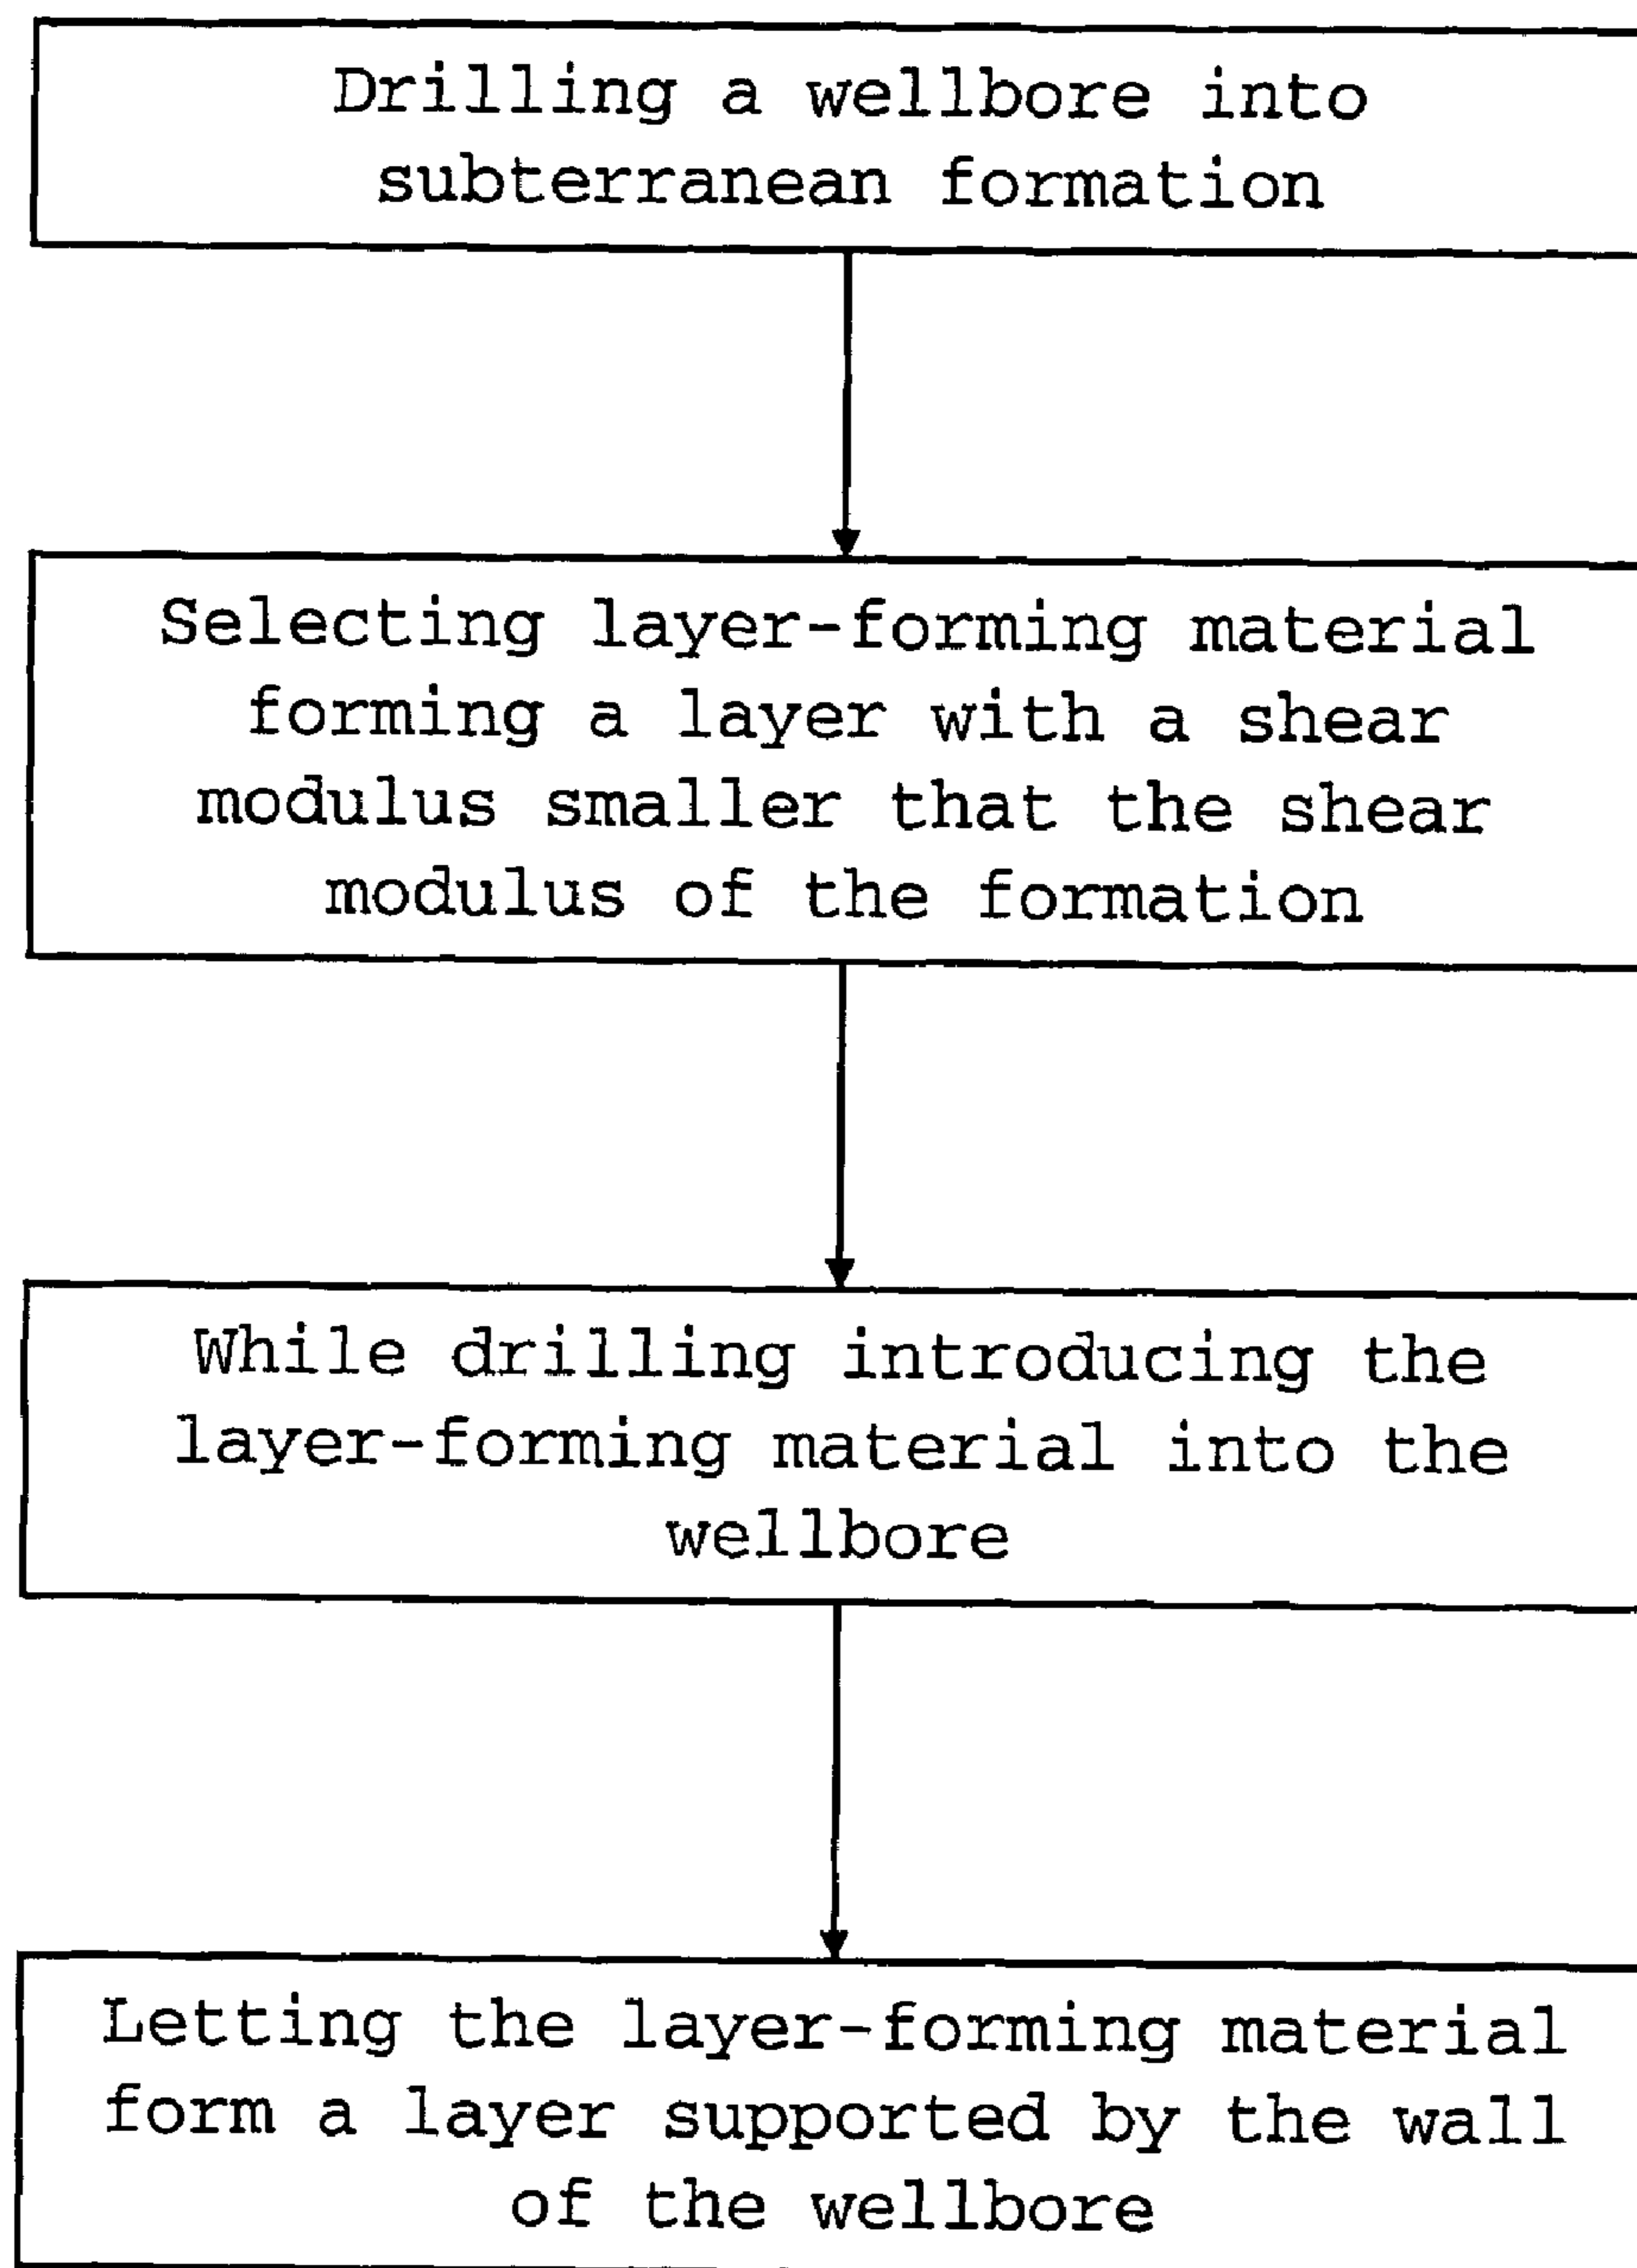 Drilling a wellbore into
subterranean formation
Selecting layer-forming material
forming a layer with a shear
modulus smaller that the shear
modulus of the formation
While drilling introducing the
layer-forming material into the
wellbore
Letting the layer-forming material
form a layer supported by the wall
of the wellbore